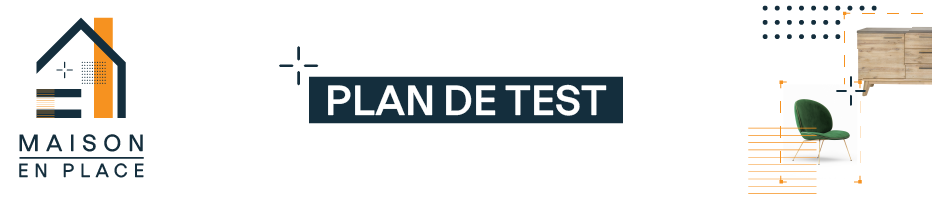 MAISON
EN PLACE
PLAN DE TEST